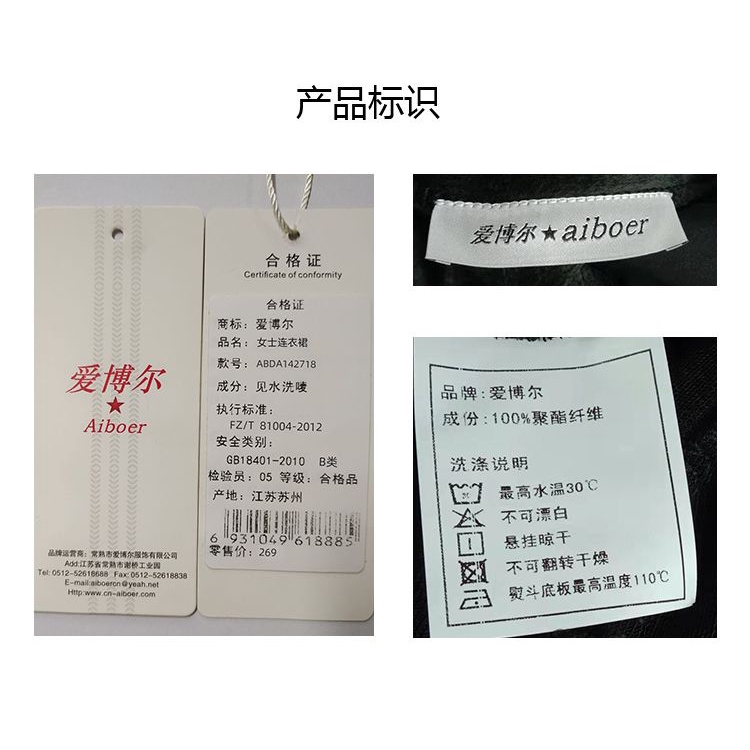 产品标识
爱博尔
★
Aiboer
品牌运营商：常熟市爱博尔服饰有限公司
Add:江苏省常熟市谢桥工业园
Tel: 0512-52618688 Fax: 0512-52618838
E-mail:aiboercn@yeah.net
Http://www.cn-aiboer.com
合格证
Certificate of conformity
合格证
商标：爱博尔
品名：女士连衣裙
款号：ABDA142718
成分：见水洗唛
执行标准：
FZ/T 81004-2012
安全类别：
GB18401-2010 B类
检验员：05 等级：合格品
产地：江苏苏州
6 931049 618885
零售价：269
爱博尔★aiboer
品牌:爱博尔
成份:100%聚酯纤维
洗涤说明
最高水温30℃
不可漂白
悬挂晾干
不可翻转干燥
熨斗底板最高温度110℃